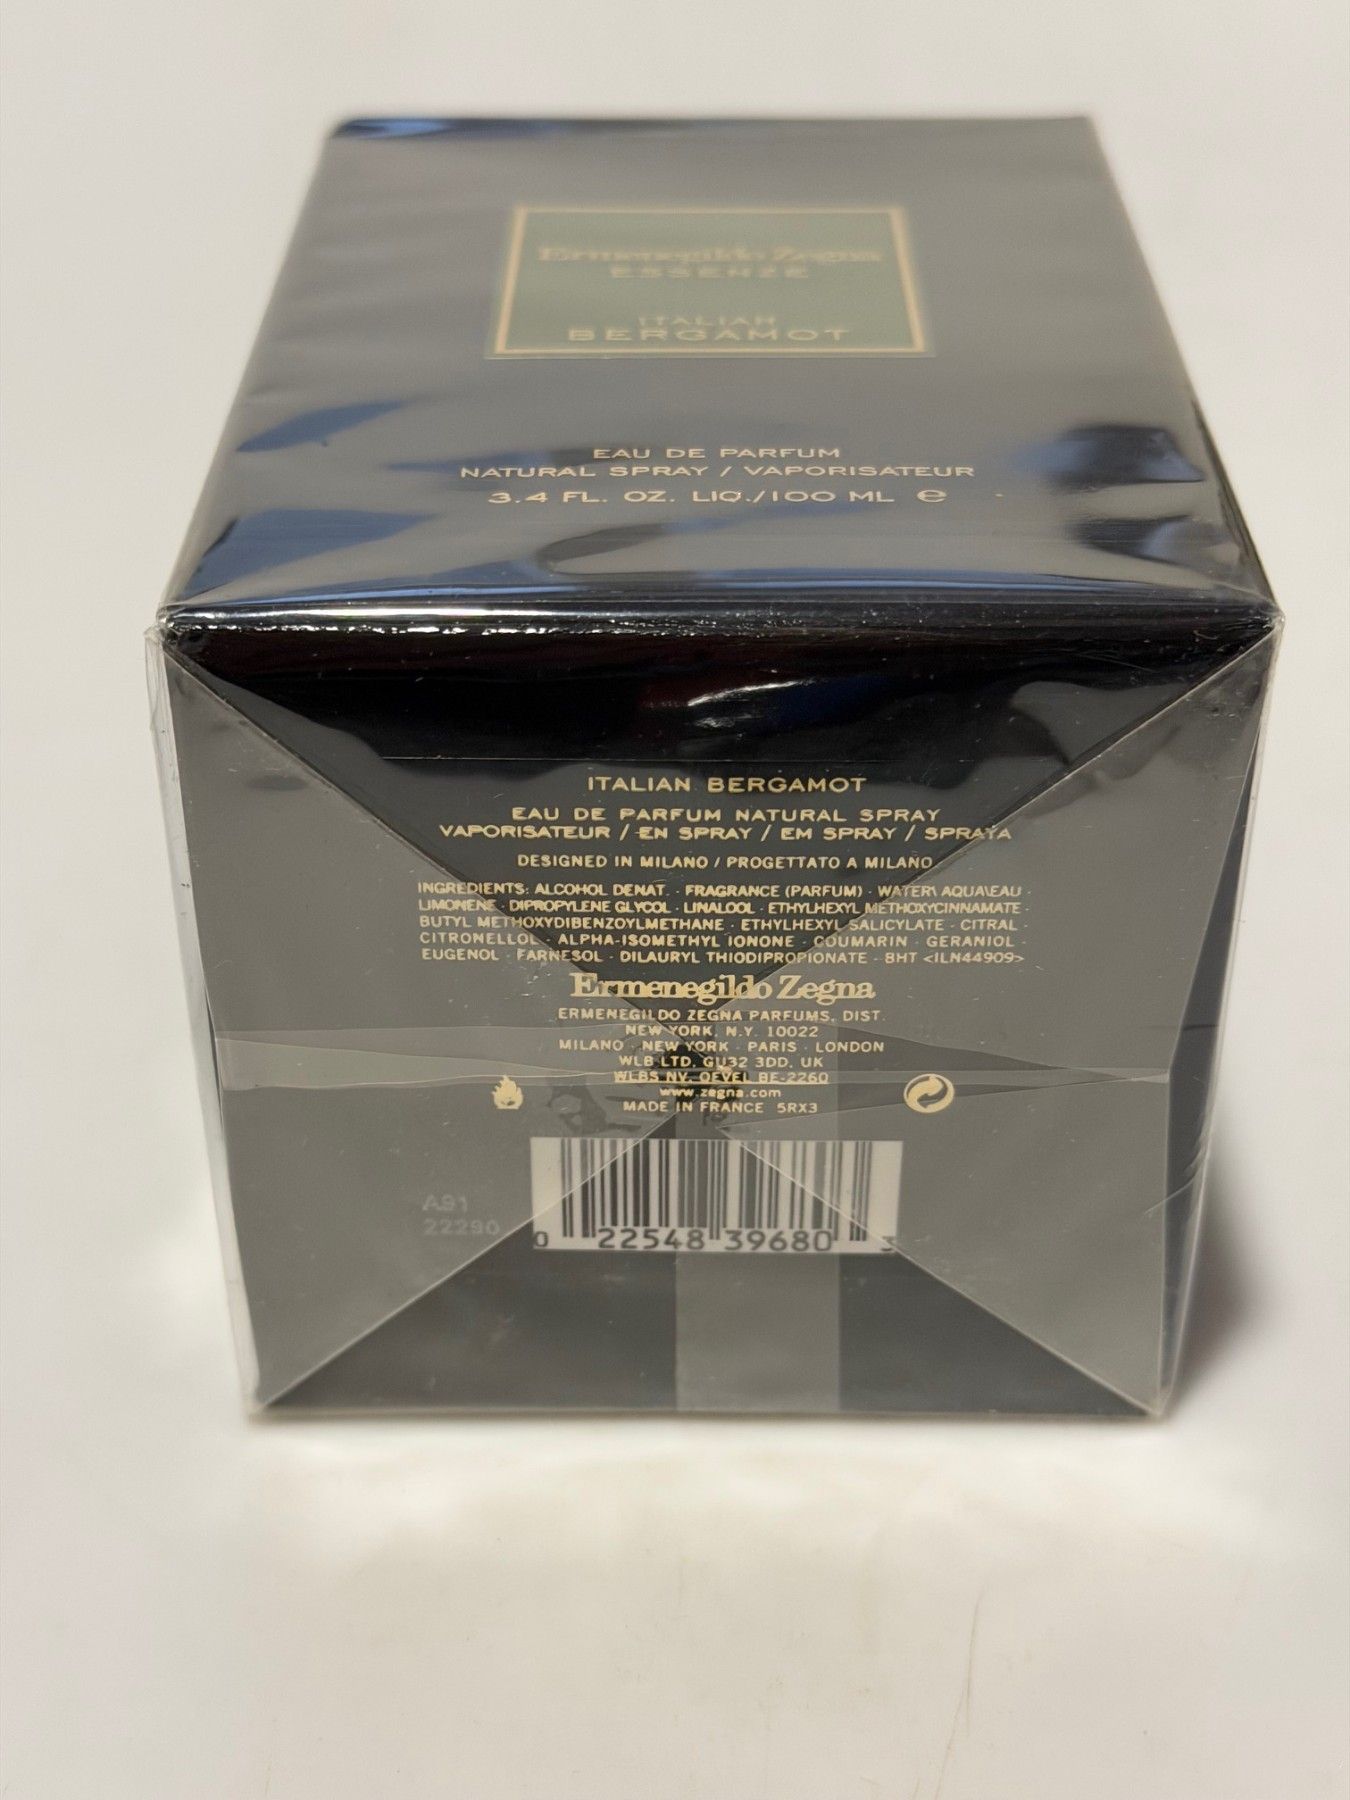 Ermenegildo Zegna
ESSENZE
ITALIAN
BERGAMOT
EAU DE PARFUM
NATURAL SPRAY / VAPORISATEUR
3.4 FL. OZ. LIQ./100 ML ℮
ITALIAN BERGAMOT
EAU DE PARFUM NATURAL SPRAY
VAPORISATEUR / EN SPRAY / EM SPRAY / SPRAYA
DESIGNED IN MILANO / PROGETTATO A MILANO
INGREDIENTS: ALCOHOL DENAT. · FRAGRANCE (PARFUM) · WATER\ AQUA\EAU ·
LIMONENE · DIPROPYLENE GLYCOL · LINALOOL · ETHYLHEXYL METHOXYCINNAMATE ·
BUTYL METHOXYDIBENZOYLMETHANE · ETHYLHEXYL SALICYLATE · CITRAL ·
CITRONELLOL · ALPHA-ISOMETHYL IONONE · COUMARIN · GERANIOL ·
EUGENOL · FARNESOL · DILAURYL THIODIPROPIONATE · BHT <ILN44909>
Ermenegildo Zegna
ERMENEGILDO ZEGNA PARFUMS, DIST.
NEW YORK, N.Y. 10022
MILANO · NEW YORK · PARIS · LONDON
WLB LTD. GU32 3DD. UK
WLBS NV, OEVEL BE-2260
www.zegna.com
MADE IN FRANCE 5RX3
A91
22290
0 22548 39680 3